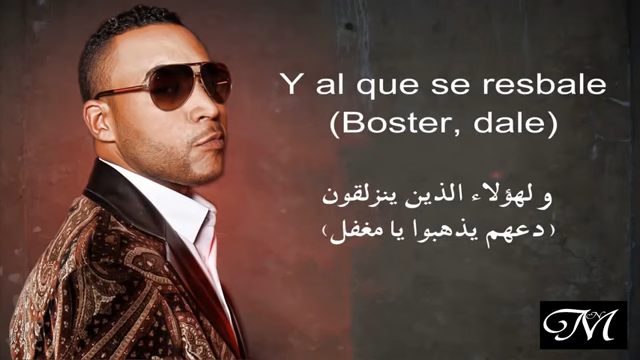 Y al que se resbale
(Boster, dale)
و لهؤلاء الذين ينزلقون
(دعهم يذهبوا يا مغفل)